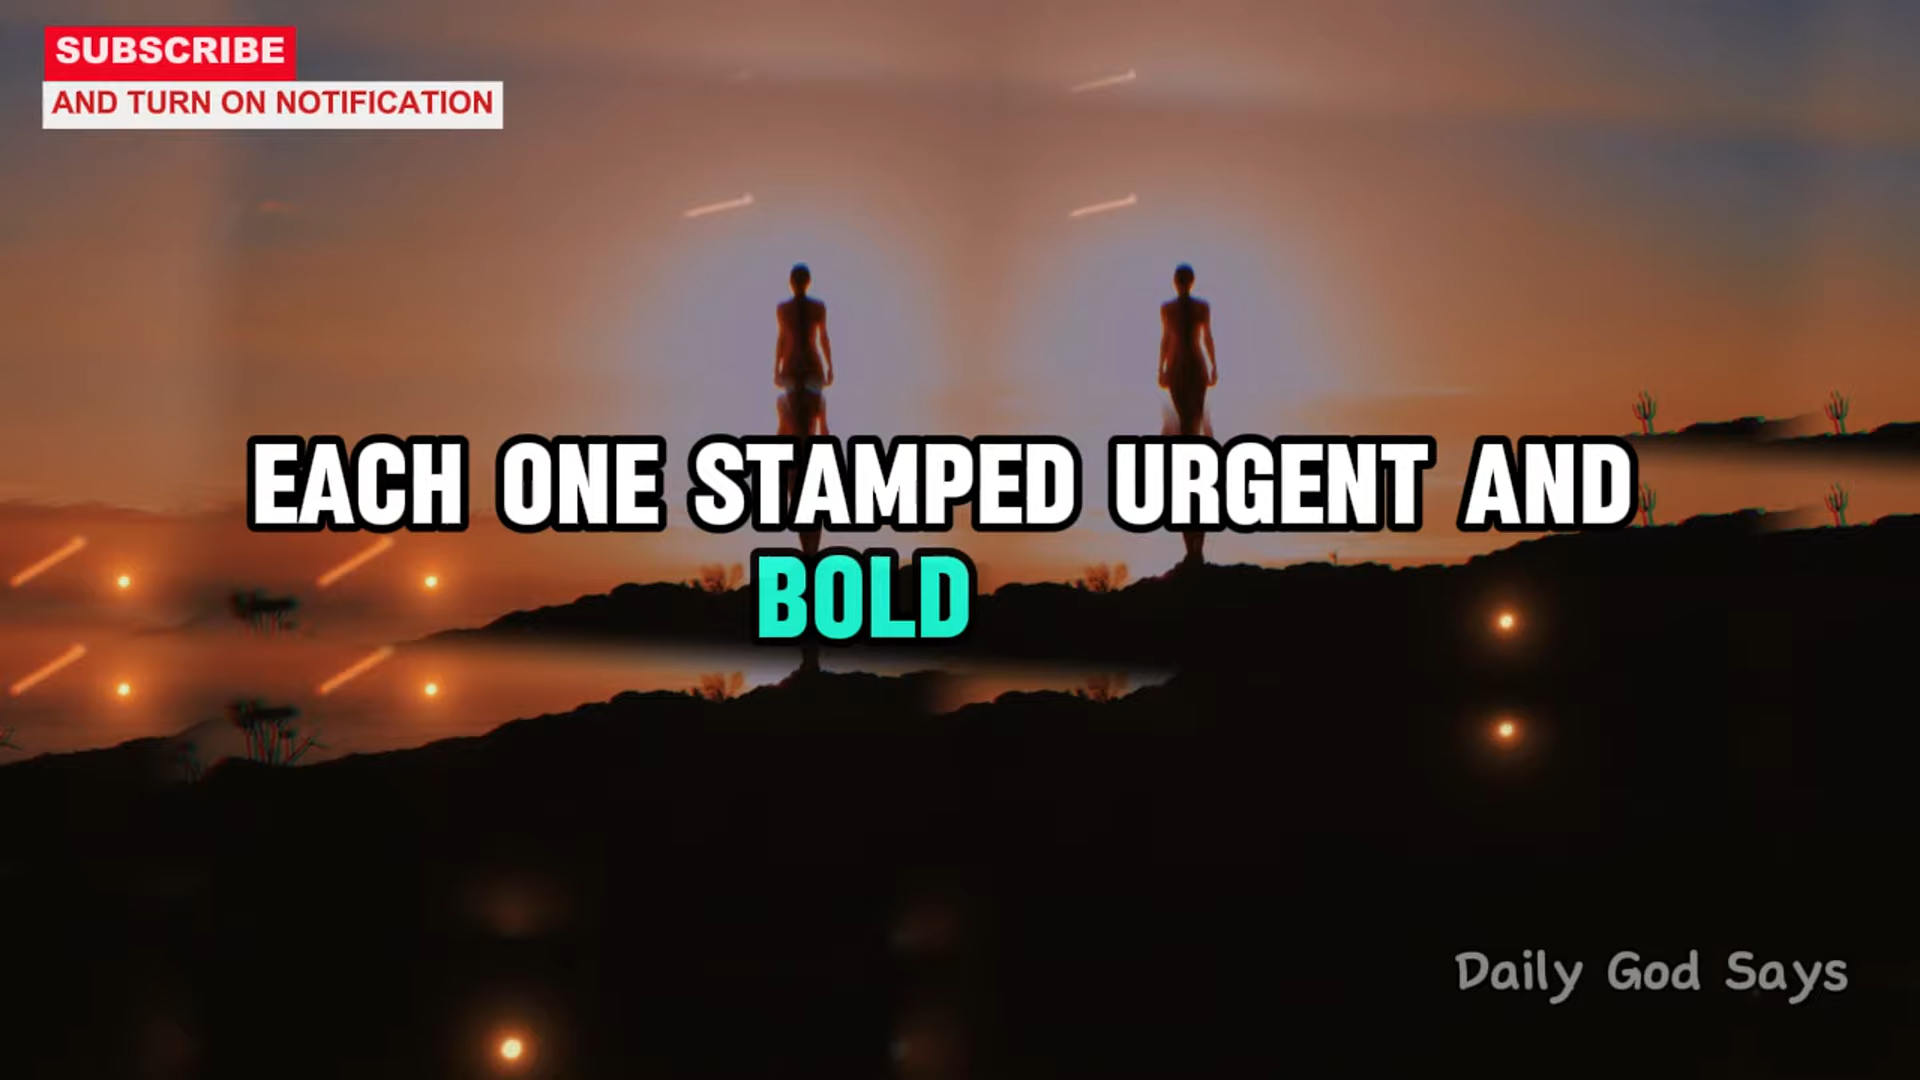 SUBSCRIBE
AND TURN ON NOTIFICATION
EACH ONE STAMPED URGENT AND
BOLD
Daily God Says